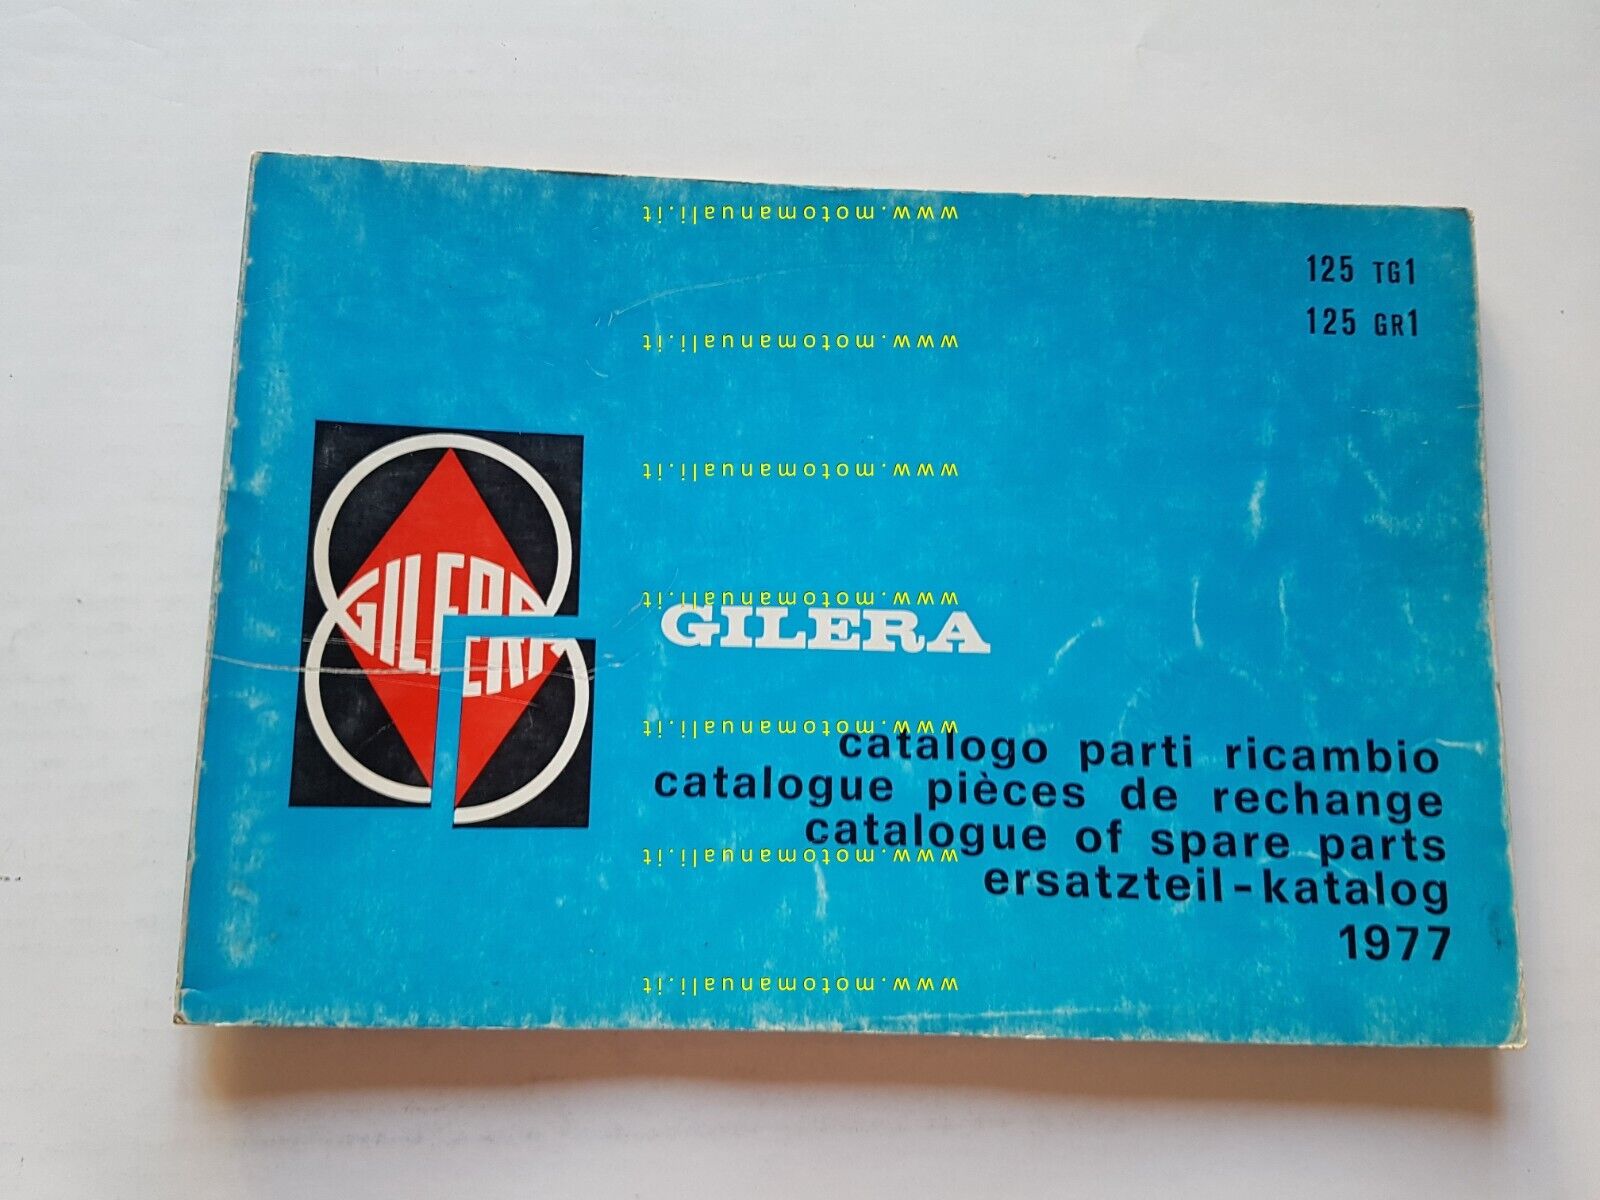 125 TG1
125 GR1
GILERA
GILERA
catalogo parti ricambio
catalogue pièces de rechange
catalogue of spare parts
ersatzteil-katalog
1977
www.motomanuali.it
www.motomanuali.it
www.motomanuali.it
www.motomanuali.it
www.motomanuali.it
www.motomanuali.it
www.motomanuali.it